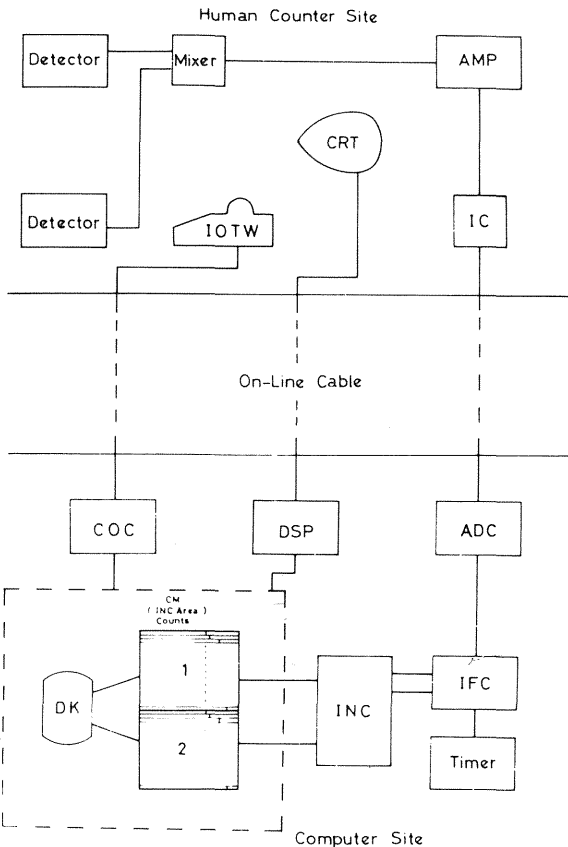 Human Counter Site
Detector
Mixer
AMP
CRT
Detector
IOTW
IC
On-Line Cable
COC
DSP
ADC
CM
( INC Area )
Counts
1
DK
INC
IFC
2
Timer
Computer Site